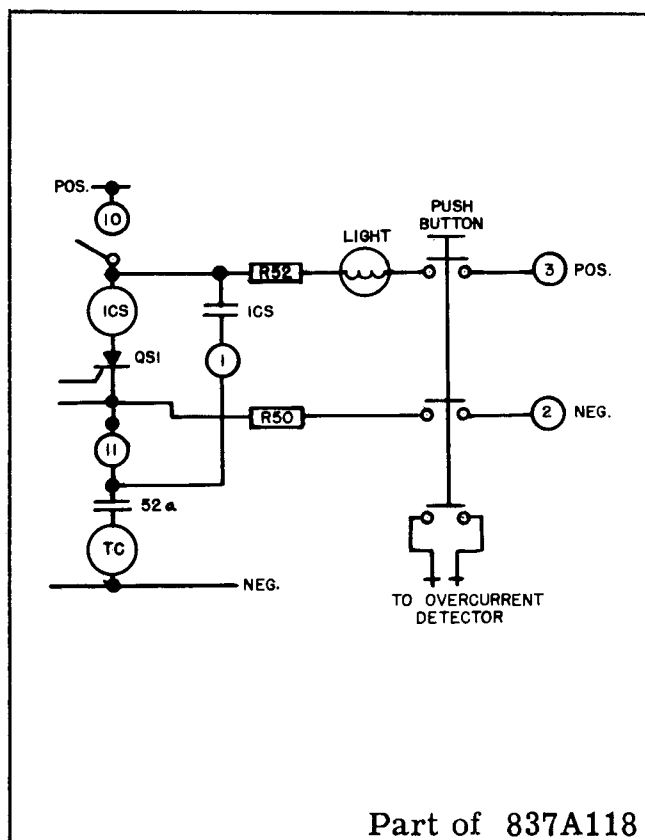 POS.
10
PUSH
BUTTON
LIGHT
R52
3 POS.
ICS
ICS
QS1
1
R50
2 NEG.
11
52a
TC
NEG.
TO OVERCURRENT
DETECTOR
Part of 837A118